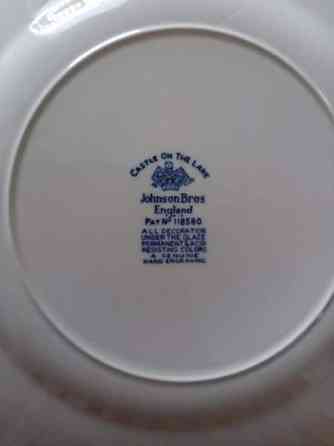 CASTLE ON THE LAKE
Johnson Bros
England
PAT Nº 118580
ALL DECORATION
UNDER THE GLAZE
PERMANENT & ACID
RESISTING COLORS
A GENUINE
HAND ENGRAVING